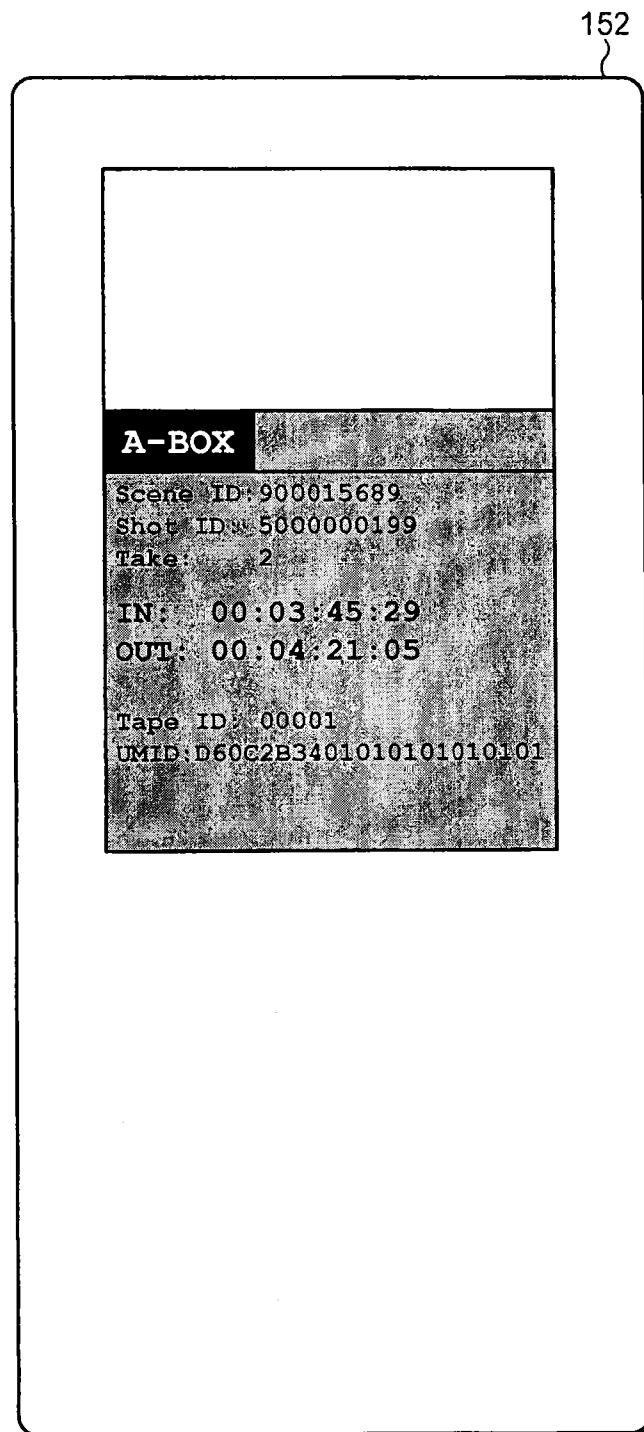 152
A-BOX
Scene ID:900015689
Shot ID: 5000000199
Take: 2
IN: 00:03:45:29
OUT: 00:04:21:05
Tape ID: 00001
UMID:D60C2B3401010101010101